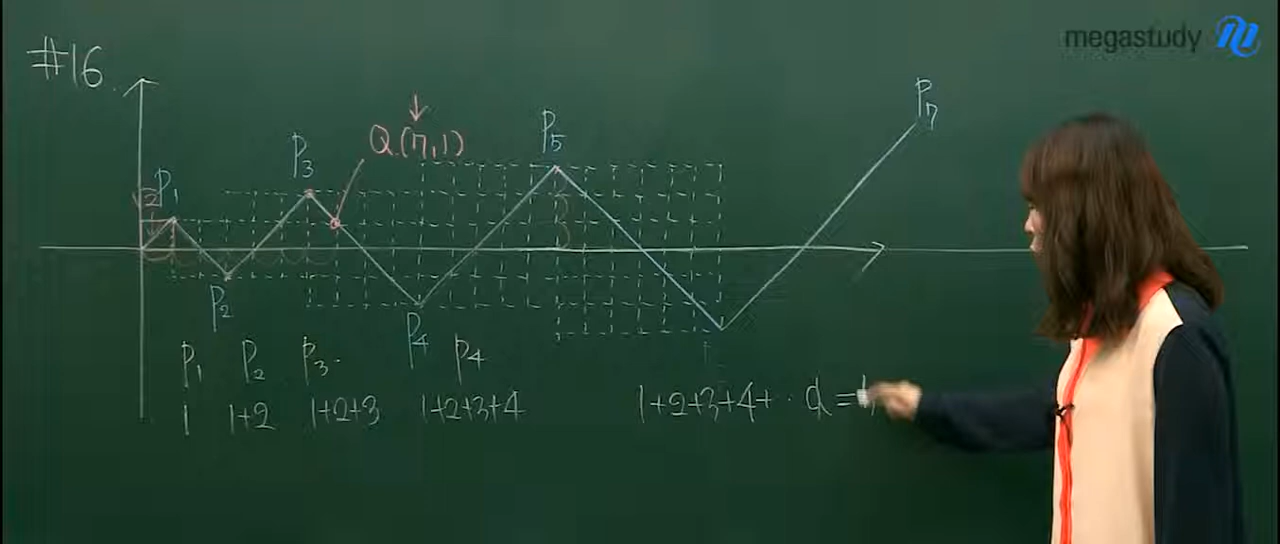 megastudy
#16.
P₇
P₅
Q(7,1)
P₃
√2 P₁
P₂
P₄
P₁ P₂ P₃. P₄
1 1+2 1+2+3 1+2+3+4 1+2+3+4+ ·· a =